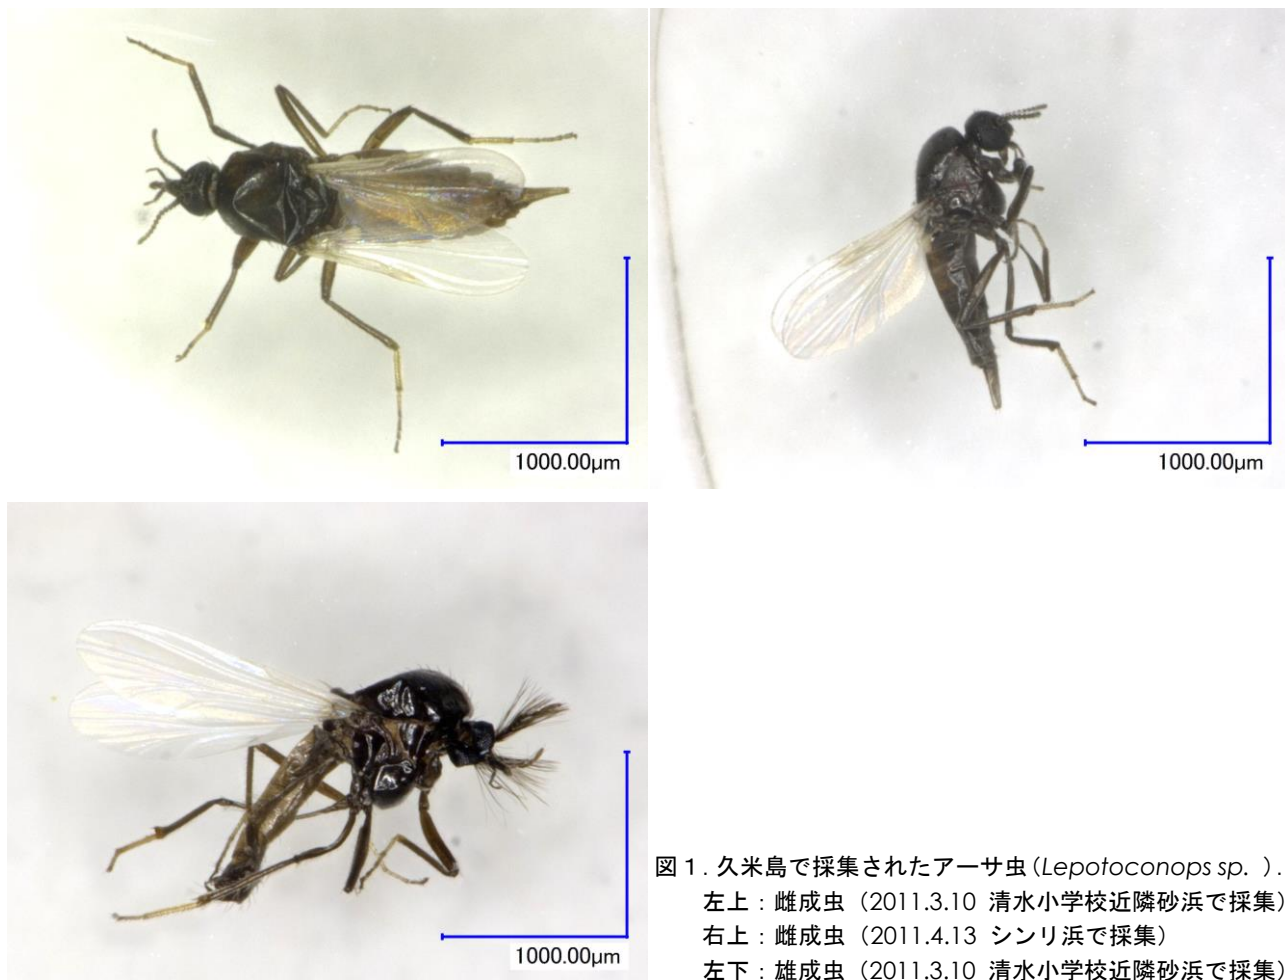 1000.00μm
1000.00μm
1000.00μm
図１. 久米島で採集されたアーサ虫（Lepotoconops sp. ）.
左上：雌成虫（2011.3.10 清水小学校近隣砂浜で採集）
右上：雌成虫（2011.4.13 シンリ浜で採集）
左下：雄成虫（2011.3.10 清水小学校近隣砂浜で採集）